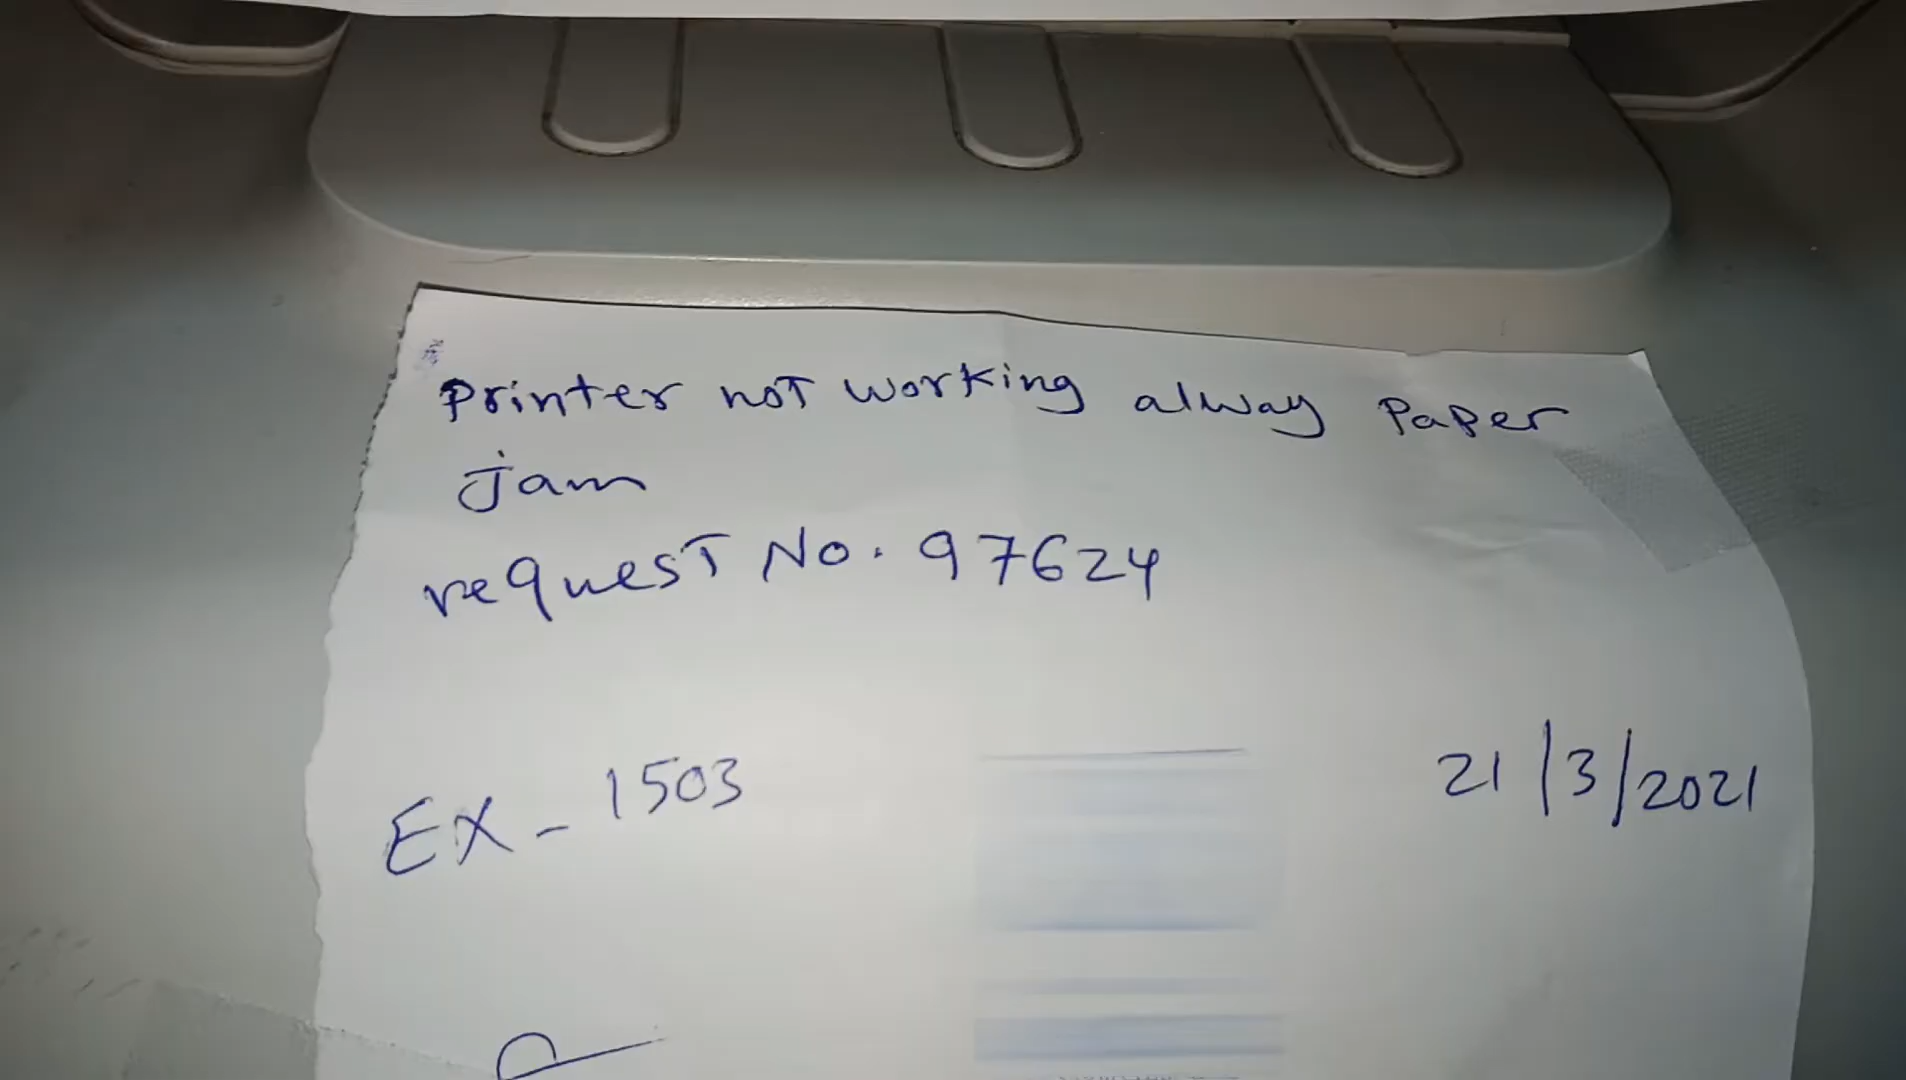 Printer not working alway Paper
jam
request No. 97624
EX - 1503
21/3/2021